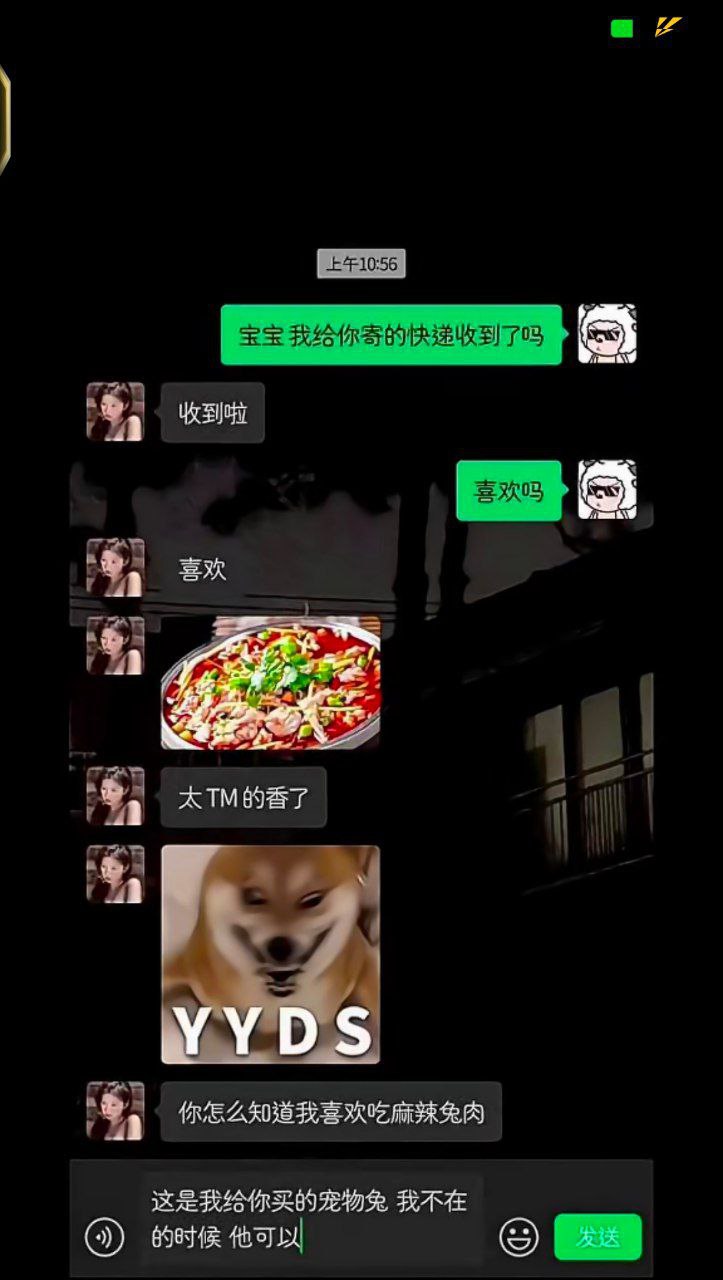 上午10:56
宝宝 我给你寄的快递收到了吗
收到啦
喜欢吗
喜欢
太TM的香了
YYDS
你怎么知道我喜欢吃麻辣兔肉
这是我给你买的宠物兔 我不在
的时候 他可以
发送